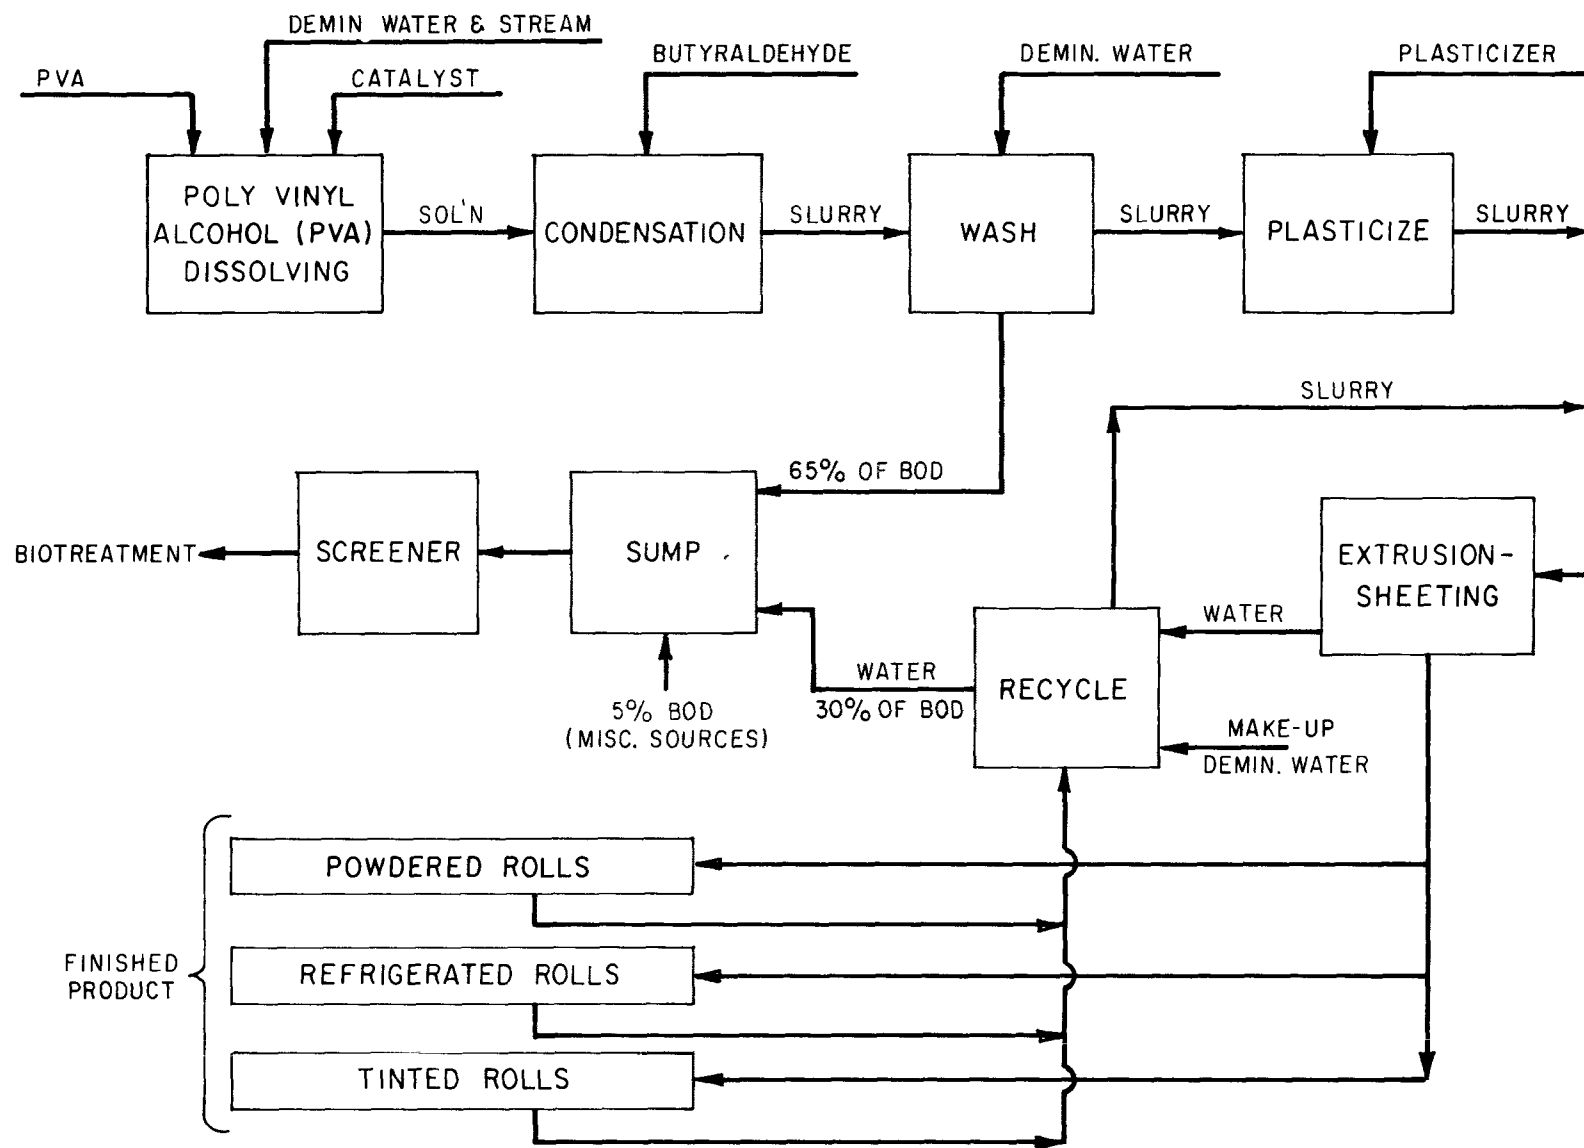 DEMIN WATER & STREAM
PVA
CATALYST
BUTYRALDEHYDE
DEMIN. WATER
PLASTICIZER
POLY VINYL
ALCOHOL (PVA)
DISSOLVING
SOL'N
CONDENSATION
SLURRY
WASH
SLURRY
PLASTICIZE
SLURRY
SLURRY
65% OF BOD
BIOTREATMENT
SCREENER
SUMP
EXTRUSION-
SHEETING
WATER
RECYCLE
WATER
30% OF BOD
5% BOD
(MISC. SOURCES)
MAKE-UP
DEMIN. WATER
POWDERED ROLLS
REFRIGERATED ROLLS
TINTED ROLLS
FINISHED
PRODUCT